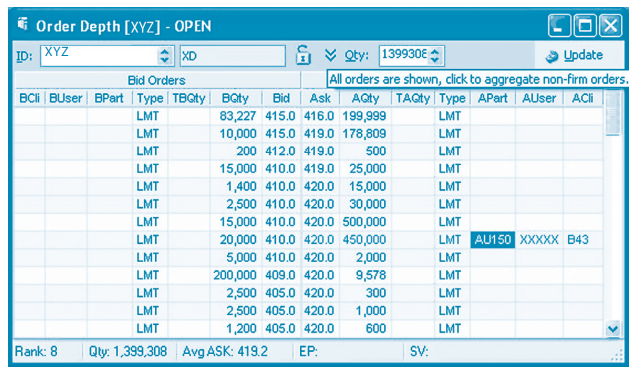 Order Depth [XYZ] - OPEN
ID: XYZ XD Qty: 1399308 Update
All orders are shown, click to aggregate non-firm orders.
Bid Orders
BCli BUser BPart Type TBQty BQty Bid Ask AQty TAQty Type APart AUser ACli
LMT 83,227 415.0 416.0 199,999 LMT
LMT 10,000 415.0 419.0 178,809 LMT
LMT 200 412.0 419.0 500 LMT
LMT 15,000 410.0 419.0 25,000 LMT
LMT 1,400 410.0 420.0 15,000 LMT
LMT 2,500 410.0 420.0 30,000 LMT
LMT 15,000 410.0 420.0 500,000 LMT
LMT 20,000 410.0 420.0 450,000 LMT AU150 XXXXX B43
LMT 5,000 410.0 420.0 2,000 LMT
LMT 200,000 409.0 420.0 9,578 LMT
LMT 2,500 405.0 420.0 300 LMT
LMT 2,500 405.0 420.0 1,000 LMT
LMT 1,200 405.0 420.0 600 LMT
Rank: 8 Qty: 1,399,308 Avg ASK: 419.2 EP: SV: